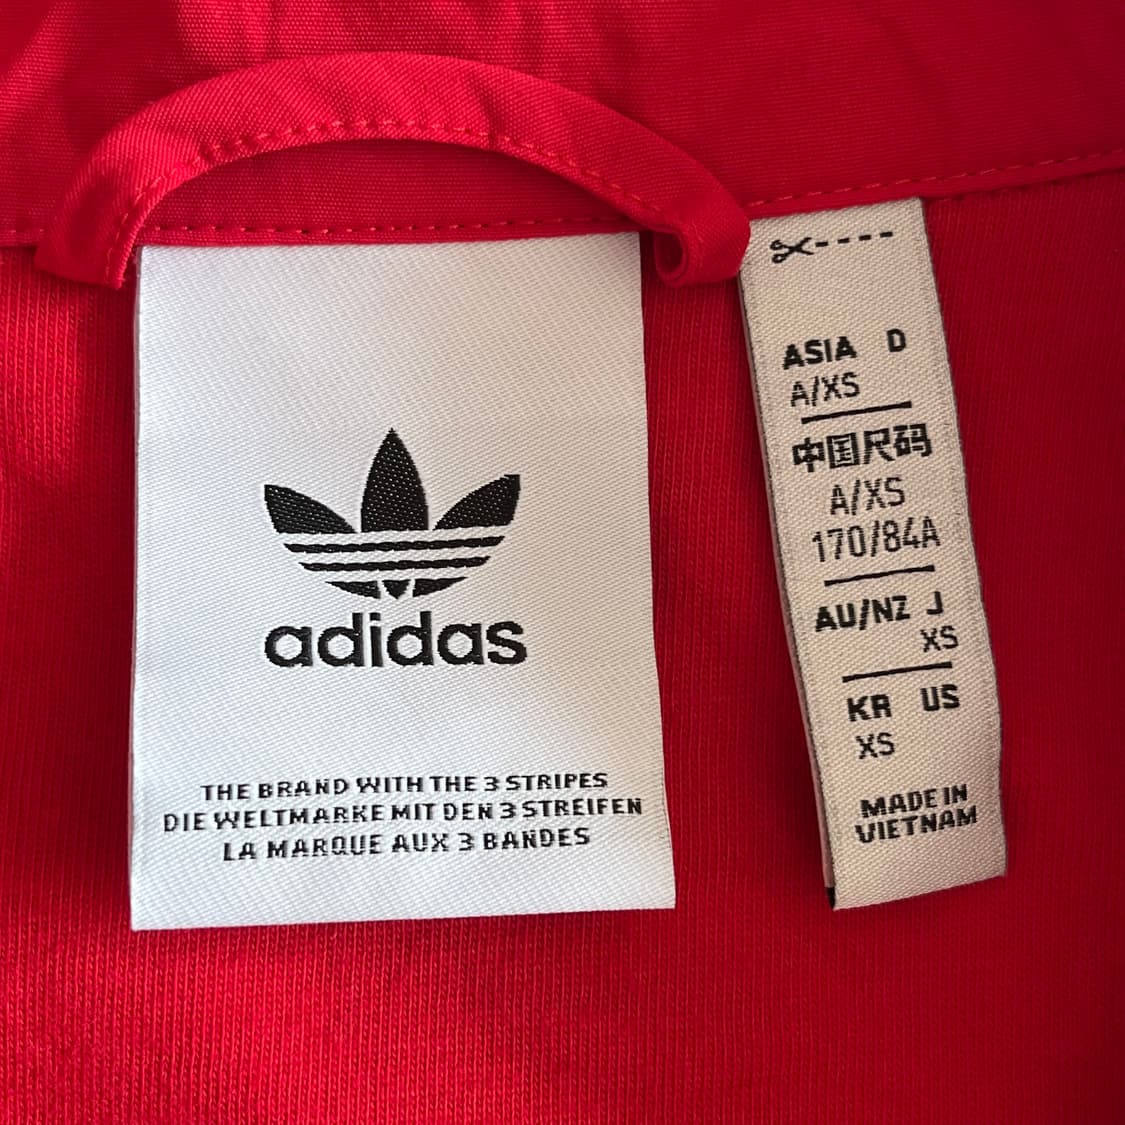 adidas
THE BRAND WITH THE 3 STRIPES
DIE WELTMARKE MIT DEN 3 STREIFEN
LA MARQUE AUX 3 BANDES
ASIA D
A/XS
中国尺码
A/XS
170/84A
AU/NZ J
XS
KR US
XS
MADE IN
VIETNAM